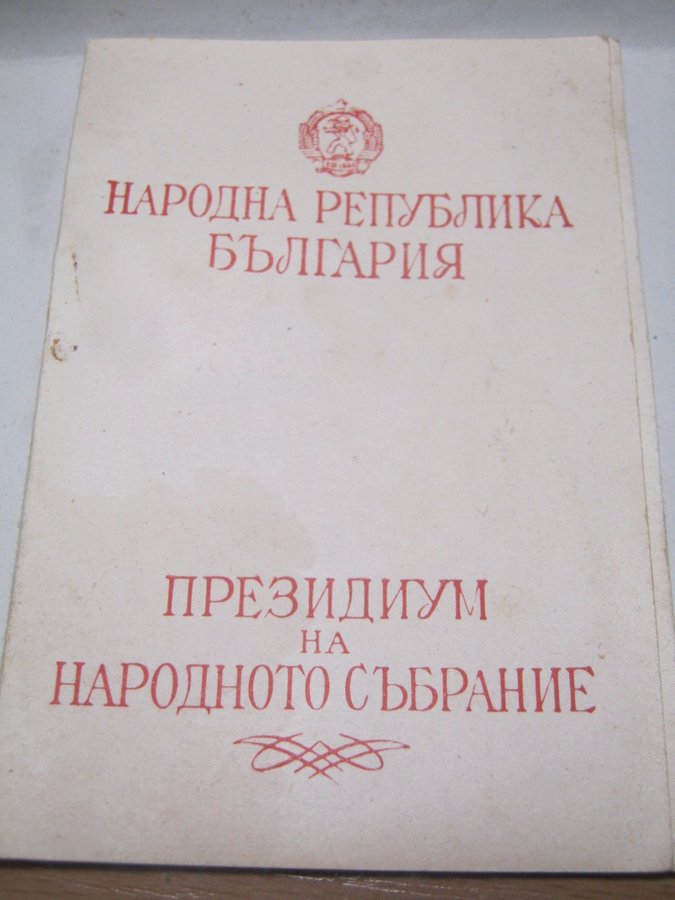 НАРОДНА РЕПУБЛИКА
БЪЛГАРИЯ
ПРЕЗИДИУМ
НА
НАРОДНОТО СЪБРАНИЕ